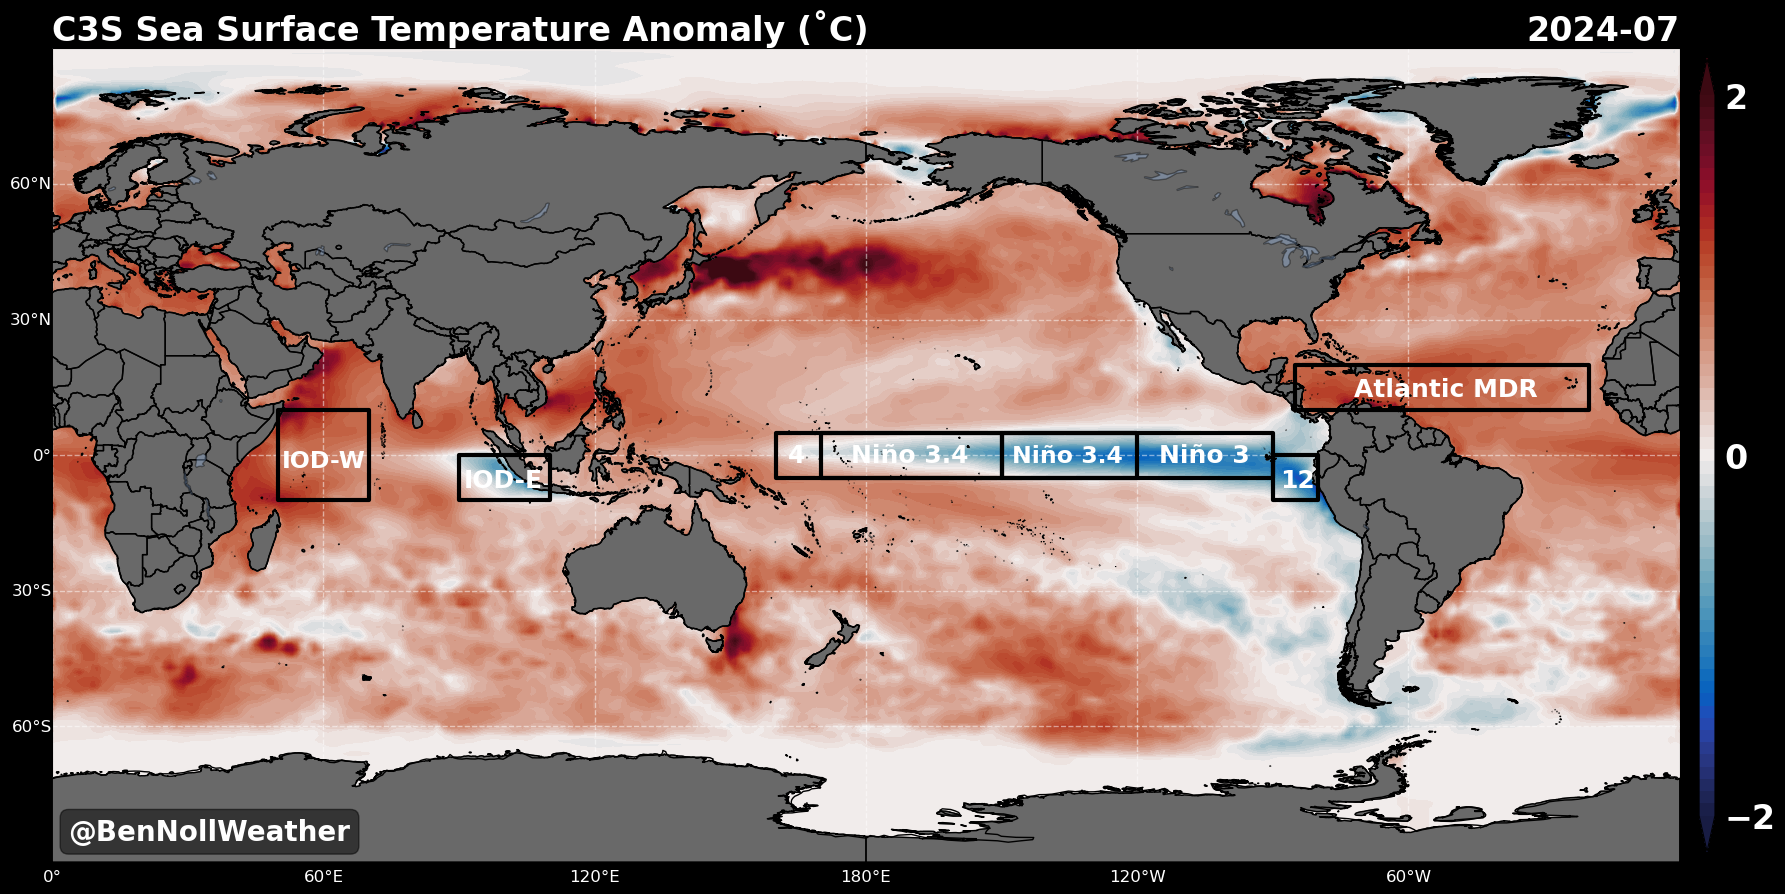 C3S Sea Surface Temperature Anomaly (˚C)
2024-07
2
60°N
30°N
Atlantic MDR
0°
IOD-W
4
Niño 3.4
Niño 3.4
Niño 3
0
IOD-E
12
30°S
60°S
−2
@BenNollWeather
0°
60°E
120°E
180°E
120°W
60°W